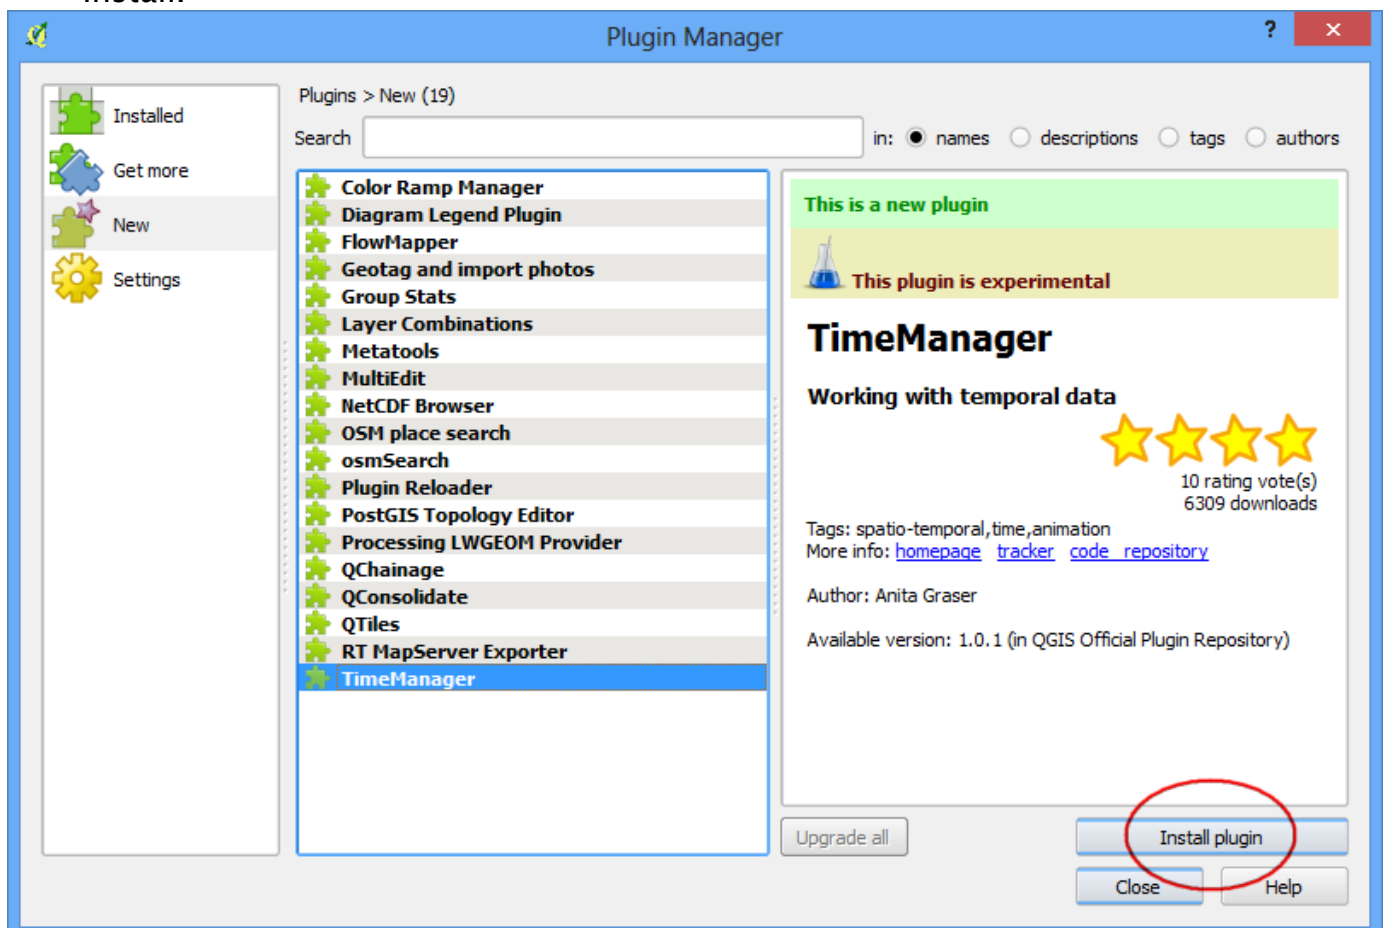 Install.
Plugin Manager
?
Installed
Get more
New
Settings
Plugins > New (19)
Search
in: names descriptions tags authors
Color Ramp Manager
Diagram Legend Plugin
FlowMapper
Geotag and import photos
Group Stats
Layer Combinations
Metatools
MultiEdit
NetCDF Browser
OSM place search
osmSearch
Plugin Reloader
PostGIS Topology Editor
Processing LWGEOM Provider
QChainage
QConsolidate
QTiles
RT MapServer Exporter
TimeManager
This is a new plugin
This plugin is experimental
TimeManager
Working with temporal data
10 rating vote(s)
6309 downloads
Tags: spatio-temporal,time,animation
More info: homepage tracker code_repository
Author: Anita Graser
Available version: 1.0.1 (in QGIS Official Plugin Repository)
Upgrade all
Install plugin
Close
Help